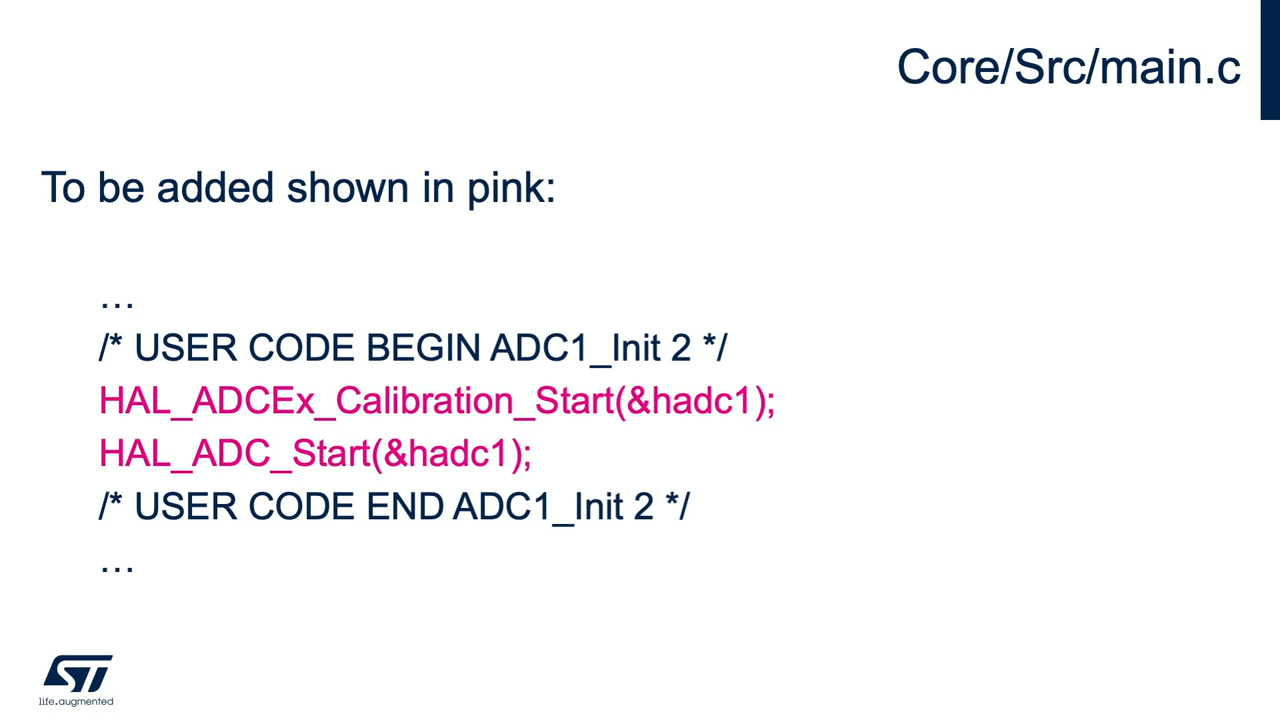 Core/Src/main.c
To be added shown in pink:
…
/* USER CODE BEGIN ADC1_Init 2 */
HAL_ADCEx_Calibration_Start(&hadc1);
HAL_ADC_Start(&hadc1);
/* USER CODE END ADC1_Init 2 */
…
ST
life.augmented